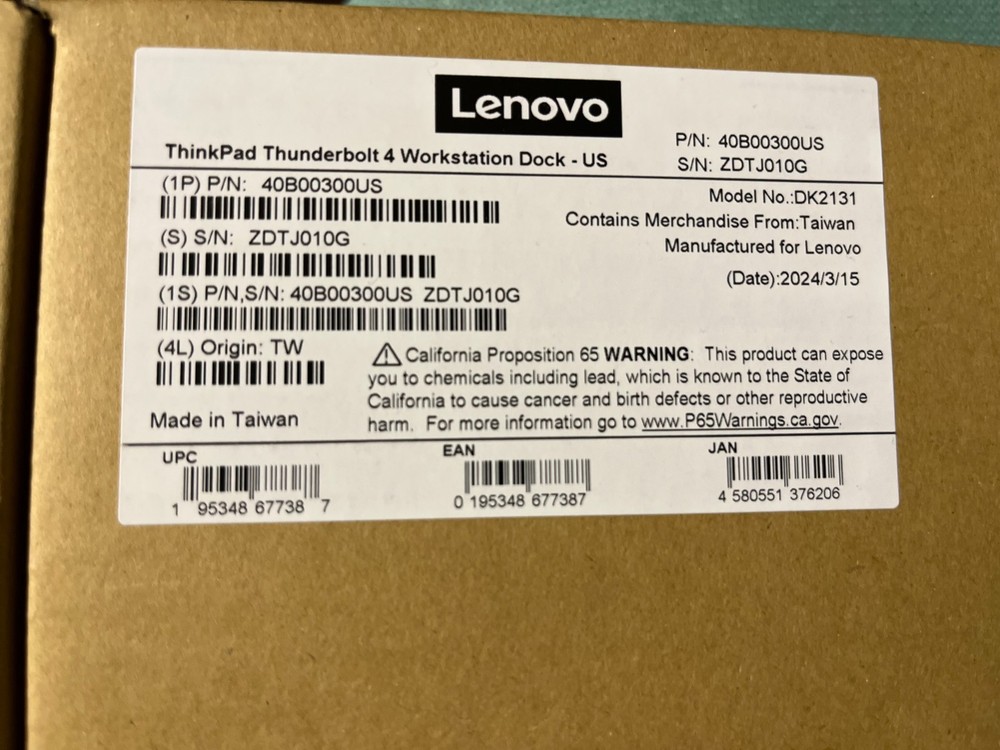 Lenovo
P/N: 40B00300US
ThinkPad Thunderbolt 4 Workstation Dock - US
S/N: ZDTJ010G
(1P) P/N: 40B00300US
Model No.:DK2131
Contains Merchandise From:Taiwan
(S) S/N: ZDTJ010G
Manufactured for Lenovo
(Date):2024/3/15
(1S) P/N,S/N: 40B00300US ZDTJ010G
(4L) Origin: TW
⚠ California Proposition 65 WARNING: This product can expose
you to chemicals including lead, which is known to the State of
California to cause cancer and birth defects or other reproductive
harm. For more information go to www.P65Warnings.ca.gov.
Made in Taiwan
UPC
1 95348 67738 7
EAN
0 195348 677387
JAN
4 580551 376206